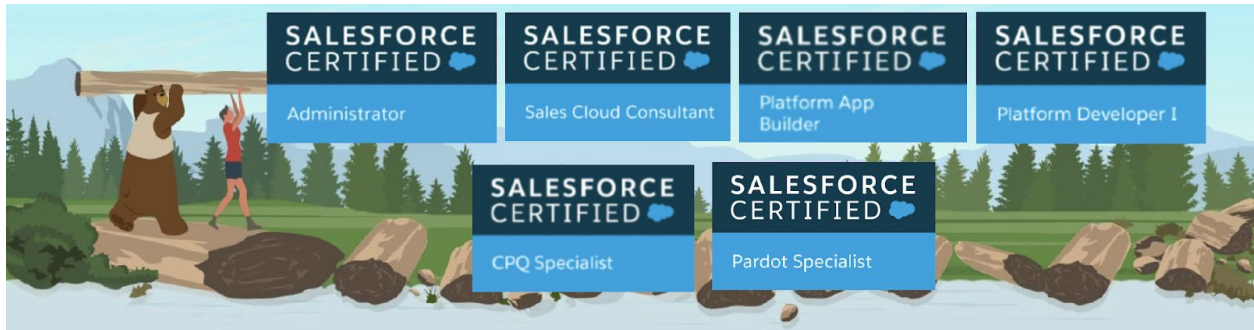 SALESFORCE
CERTIFIED
Administrator
SALESFORCE
CERTIFIED
Sales Cloud Consultant
SALESFORCE
CERTIFIED
Platform App
Builder
SALESFORCE
CERTIFIED
Platform Developer I
SALESFORCE
CERTIFIED
CPQ Specialist
SALESFORCE
CERTIFIED
Pardot Specialist